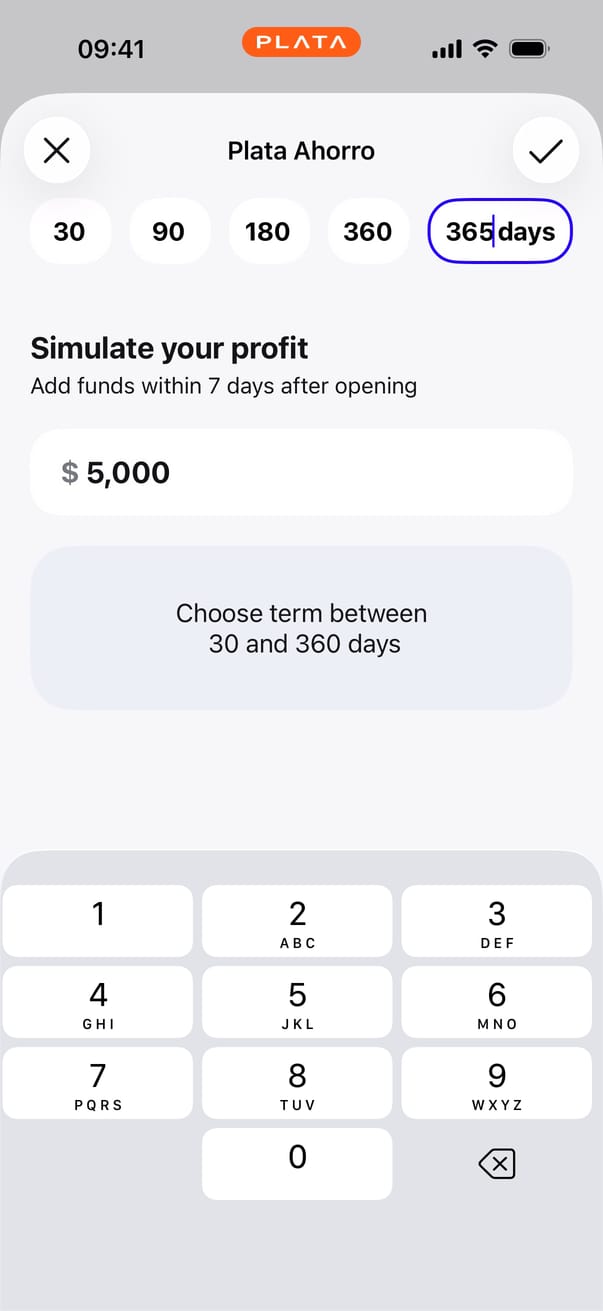 09:41
PLATA
Plata Ahorro
30 90 180 360 365 days
Simulate your profit
Add funds within 7 days after opening
$ 5,000
Choose term between
30 and 360 days
1 2 3
ABC DEF
4 5 6
GHI JKL MNO
7 8 9
PQRS TUV WXYZ
0